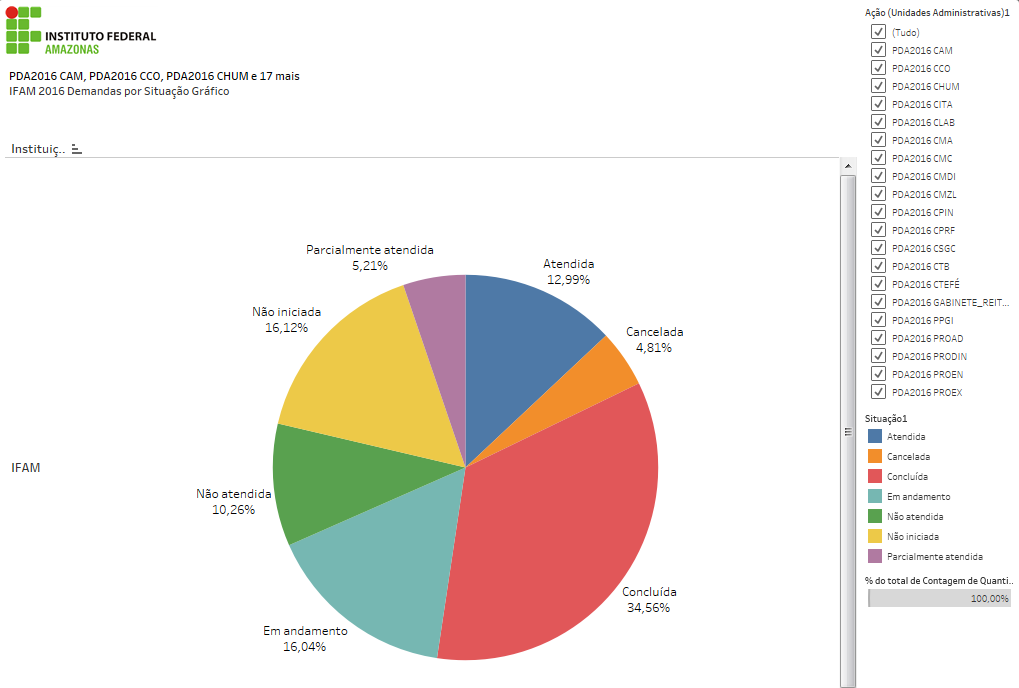 INSTITUTO FEDERAL
AMAZONAS
PDA2016 CAM, PDA2016 CCO, PDA2016 CHUM e 17 mais
IFAM 2016 Demandas por Situação Gráfico
Instituiç..
IFAM
Parcialmente atendida
5,21%
Atendida
12,99%
Não iniciada
16,12%
Cancelada
4,81%
Não atendida
10,26%
Concluída
34,56%
Em andamento
16,04%
Ação (Unidades Administrativas)1
(Tudo)
PDA2016 CAM
PDA2016 CCO
PDA2016 CHUM
PDA2016 CITA
PDA2016 CLAB
PDA2016 CMA
PDA2016 CMC
PDA2016 CMDI
PDA2016 CMZL
PDA2016 CPIN
PDA2016 CPRF
PDA2016 CSGC
PDA2016 CTB
PDA2016 CTEFÉ
PDA2016 GABINETE_REIT...
PDA2016 PPGI
PDA2016 PROAD
PDA2016 PRODIN
PDA2016 PROEN
PDA2016 PROEX
Situação1
Atendida
Cancelada
Concluída
Em andamento
Não atendida
Não iniciada
Parcialmente atendida
% do total de Contagem de Quanti..
100,00%